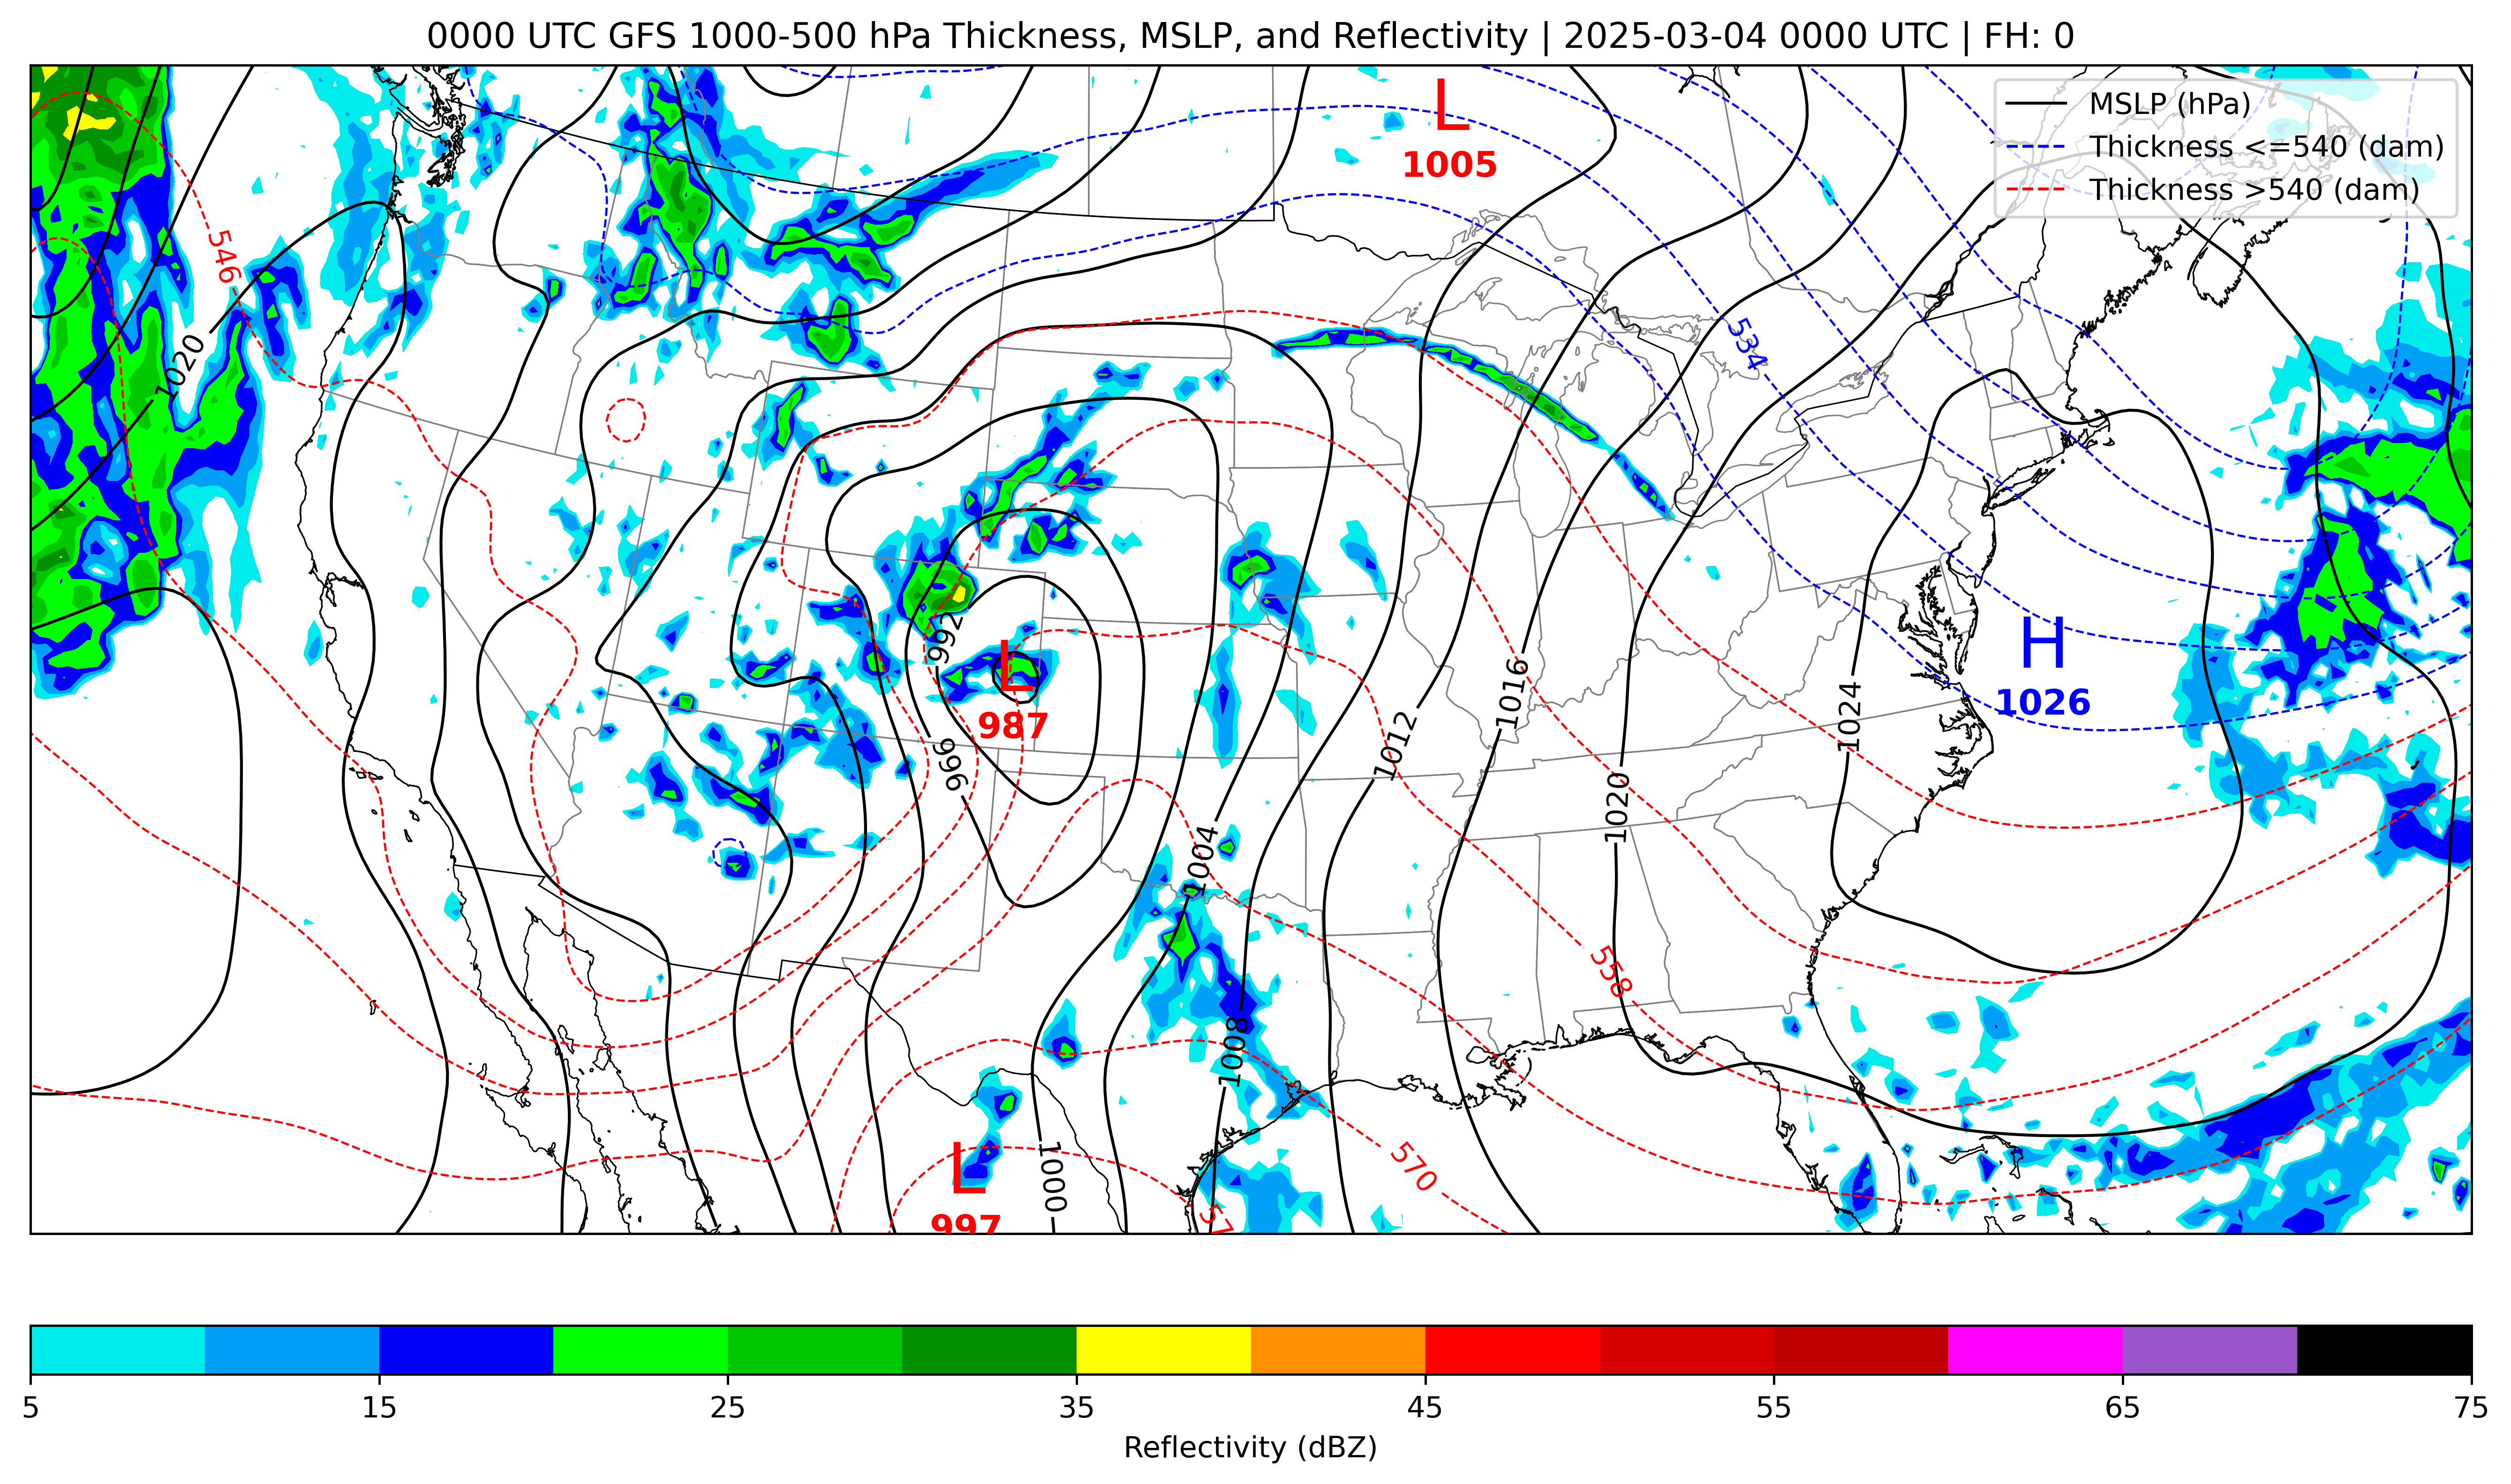 0000 UTC GFS 1000-500 hPa Thickness, MSLP, and Reflectivity | 2025-03-04 0000 UTC | FH: 0
MSLP (hPa)
Thickness <=540 (dam)
Thickness >540 (dam)
L
1005
546
1020
534
992
L
987
996
1004
1008
1012
1016
1020
1024
H
1026
558
570
L
997
1000
5 15 25 35 45 55 65 75
Reflectivity (dBZ)